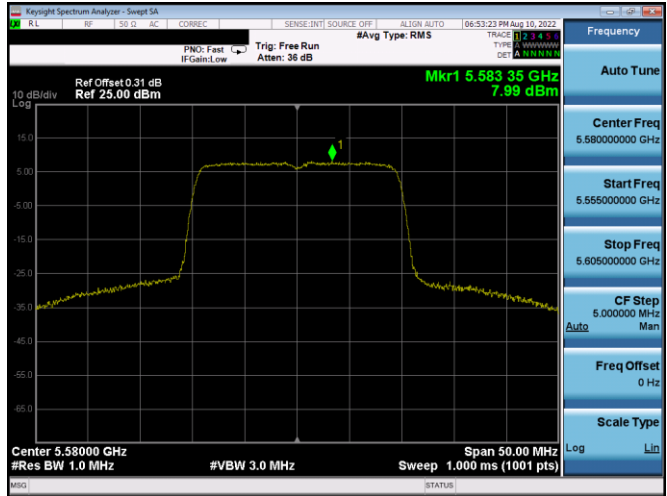 Keysight Spectrum Analyzer - Swept SA
RL RF 50 Ω AC CORREC SENSE:INT SOURCE OFF ALIGN AUTO 06:53:23 PM Aug 10, 2022
#Avg Type: RMS
TRACE 1 2 3 4 5 6
TYPE A WWWWW
DET A N N N N N
PNO: Fast
IFGain:Low
Trig: Free Run
Atten: 36 dB
Mkr1 5.583 35 GHz
7.99 dBm
Ref Offset 0.31 dB
Ref 25.00 dBm
10 dB/div
Log
15.0
5.00
-5.00
-15.0
-25.0
-35.0
-45.0
-55.0
-65.0
1
Center 5.58000 GHz
#Res BW 1.0 MHz
#VBW 3.0 MHz
Span 50.00 MHz
Sweep 1.000 ms (1001 pts)
MSG
STATUS
Frequency
Auto Tune
Center Freq
5.580000000 GHz
Start Freq
5.555000000 GHz
Stop Freq
5.605000000 GHz
CF Step
5.000000 MHz
Auto Man
Freq Offset
0 Hz
Scale Type
Log Lin